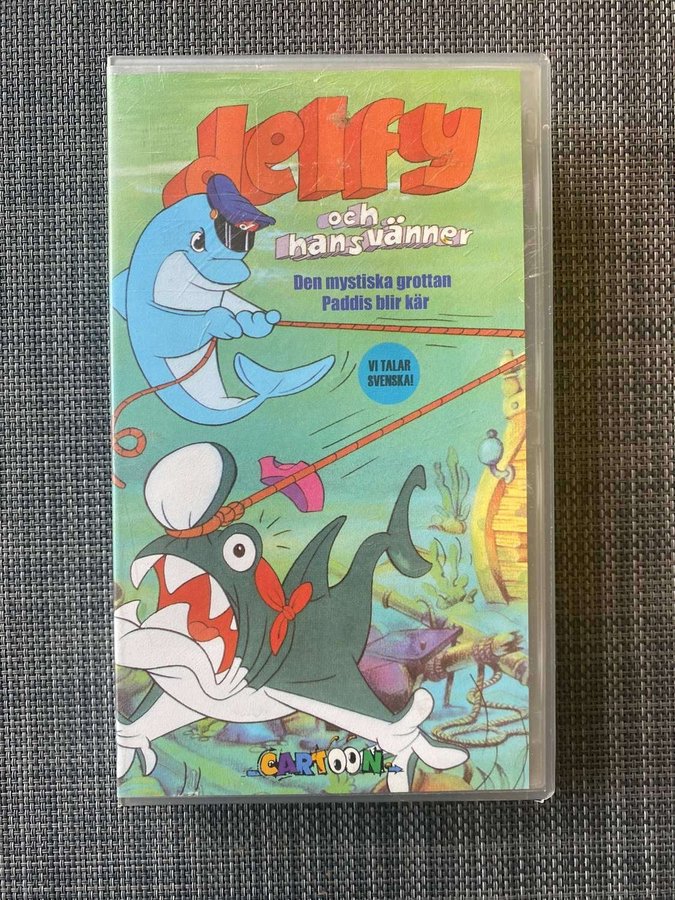 delfy
och
hans vänner
Den mystiska grottan
Paddis blir kär
VI TALAR
SVENSKA!
CARTOON